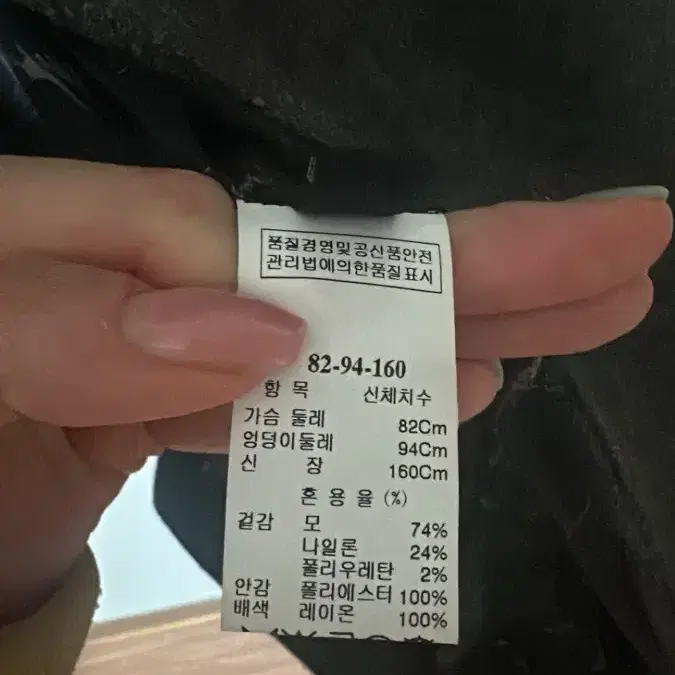 품질경영및공신품안전
관리법에의한품질표시
82-94-160
항 목 신체치수
가슴 둘레 82Cm
엉덩이둘레 94Cm
신 장 160Cm
혼 용 율 (%)
겉감 모 74%
나일론 24%
폴리우레탄 2%
안감 폴리에스터 100%
배색 레이온 100%